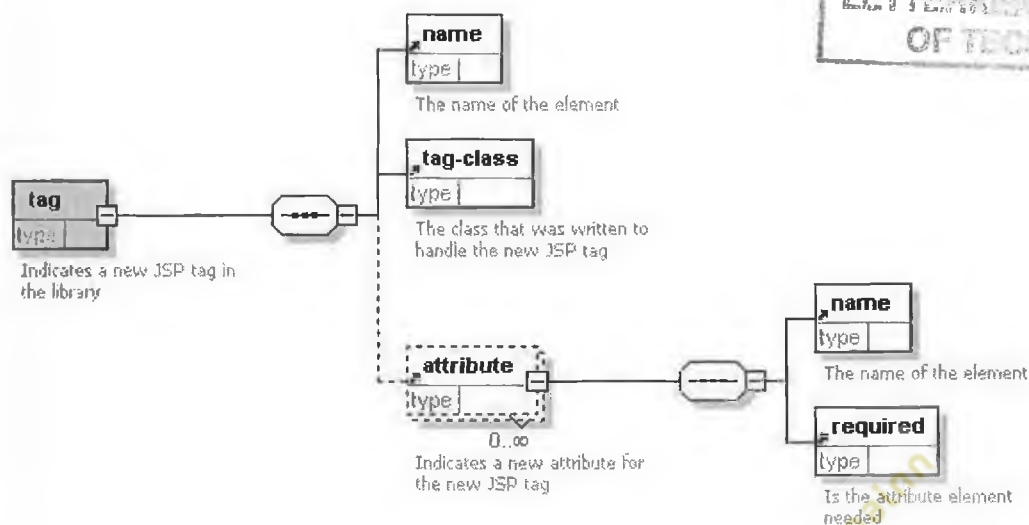 OF
name
type
The name of the element
tag-class
type
The class that was written to
handle the new JSP tag
tag
type
Indicates a new JSP tag in
the library
attribute
type
0..∞
Indicates a new attribute for
the new JSP tag
name
type
The name of the element
required
type
Is the attribute element
needed